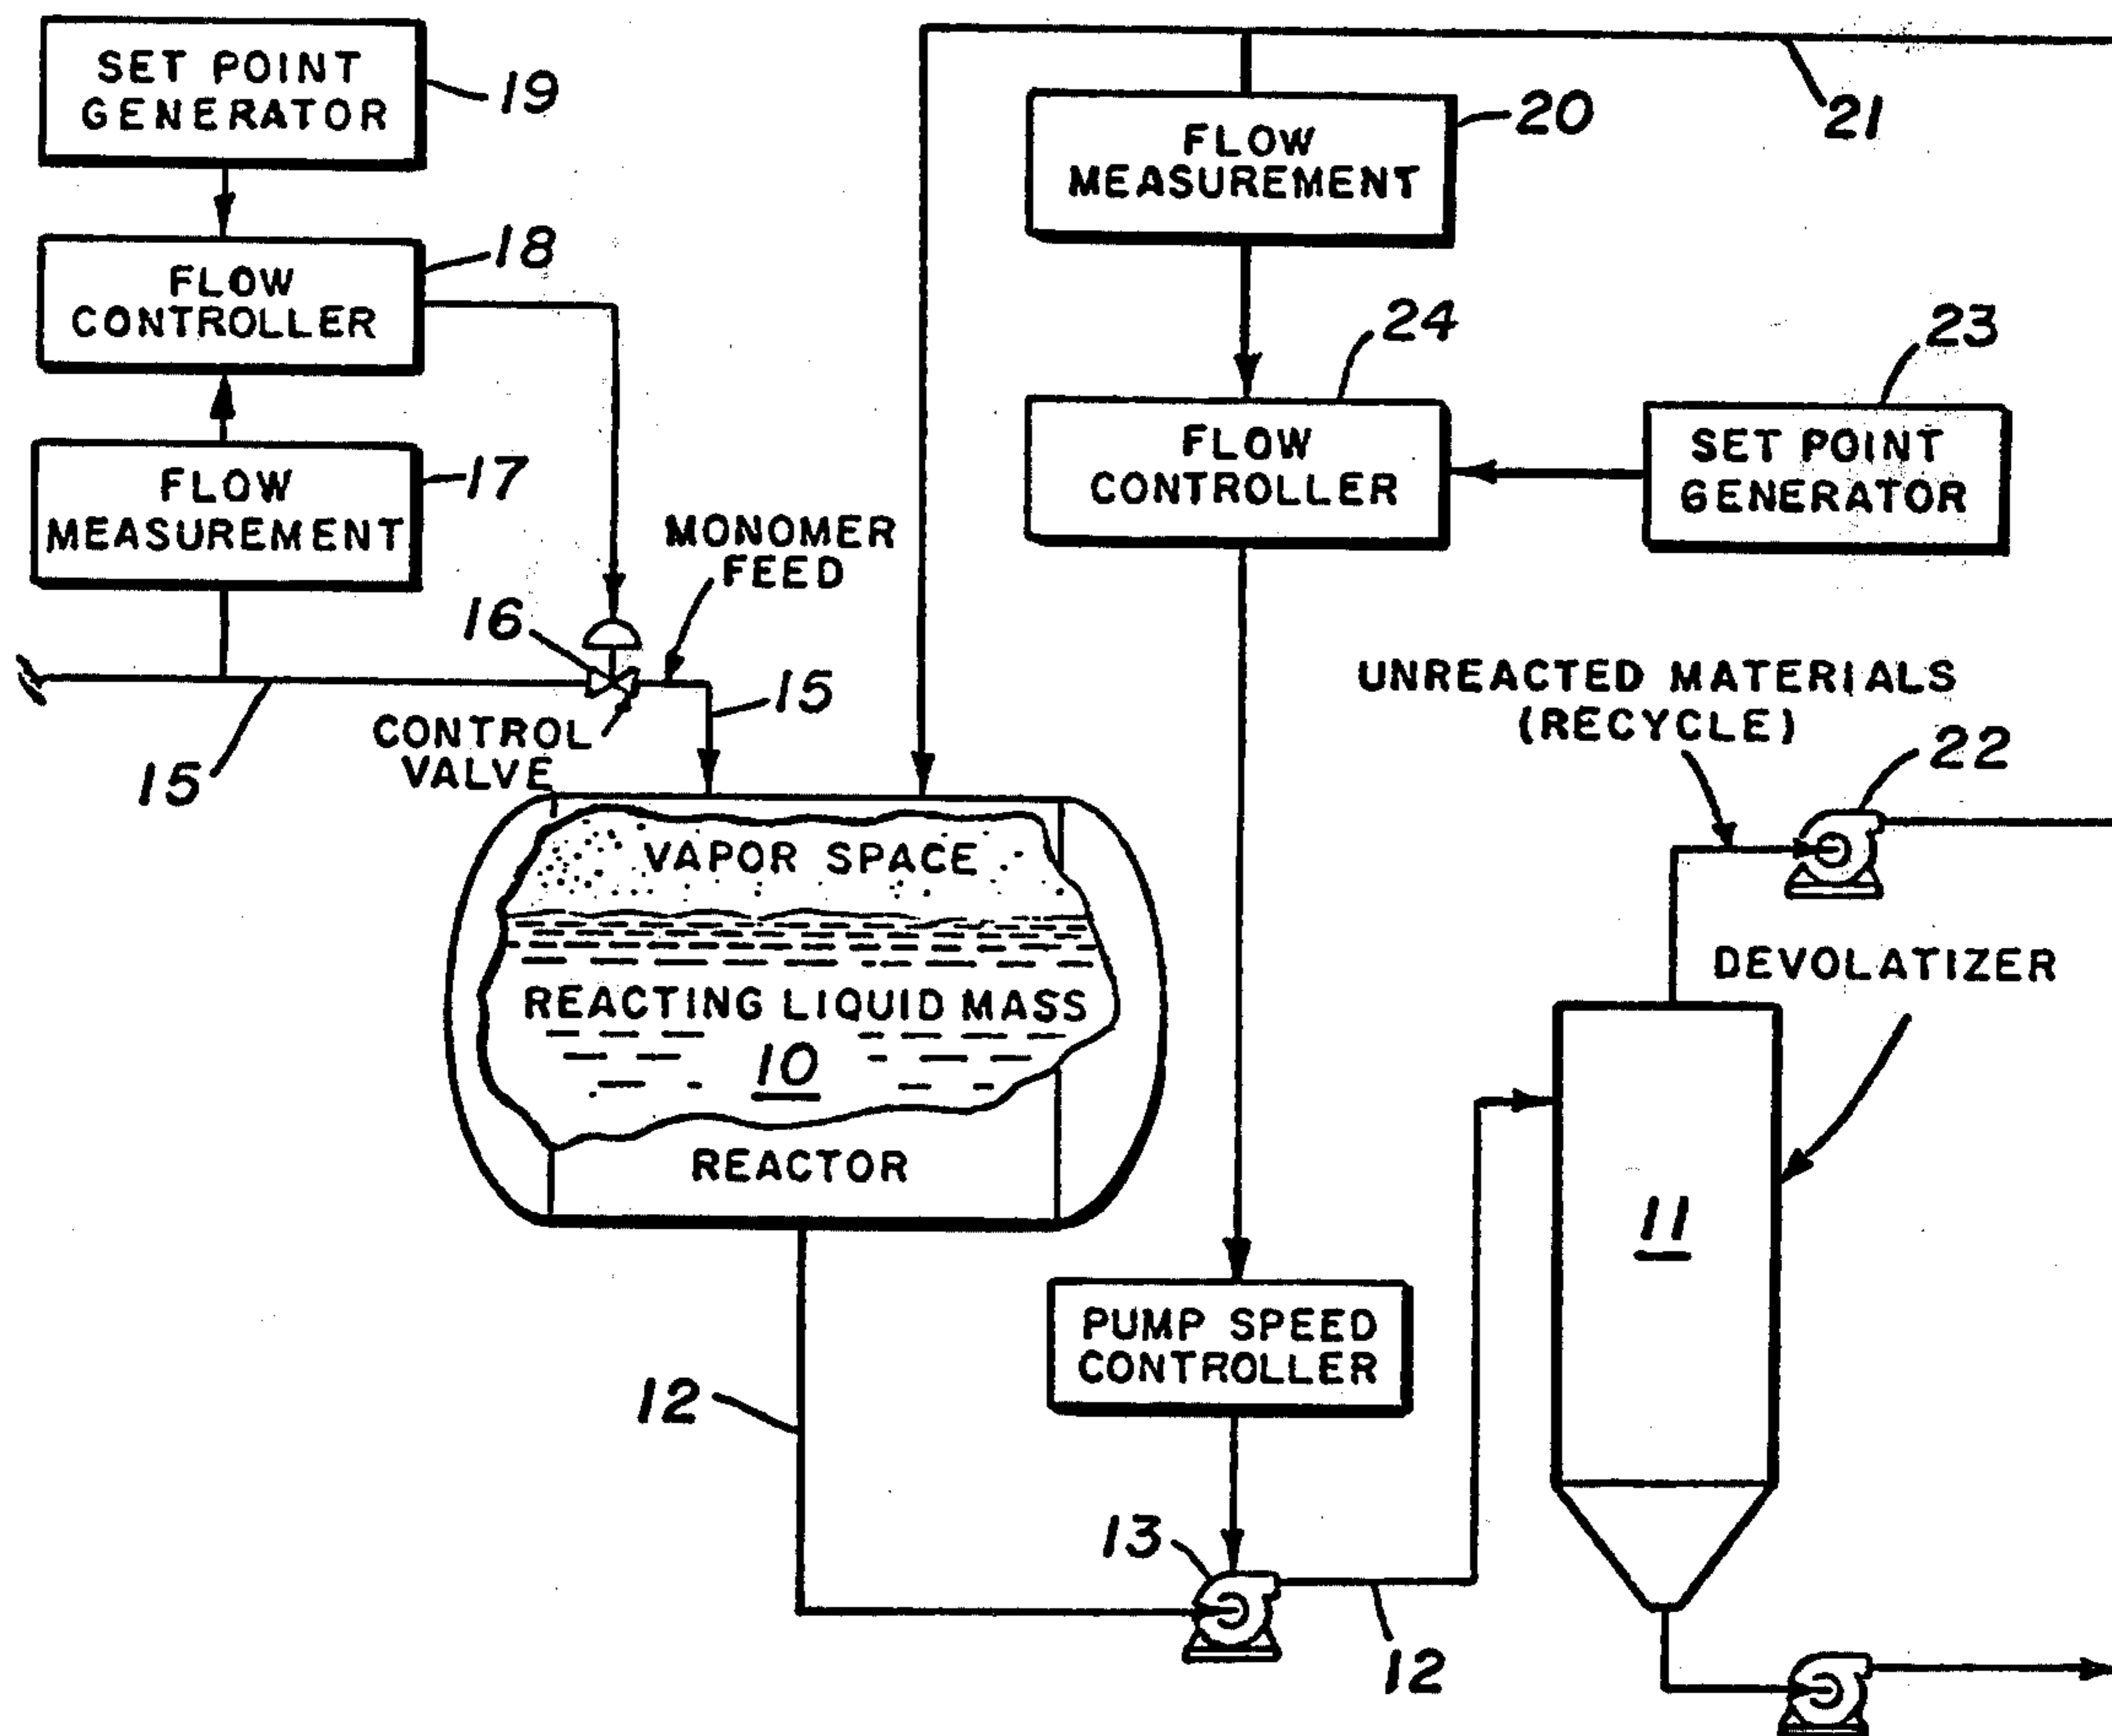 SET POINT
GENERATOR
19
FLOW
CONTROLLER
18
FLOW
MEASUREMENT
17
MONOMER
FEED
16
15
CONTROL
VALVE
15
FLOW
MEASUREMENT
20
21
FLOW
CONTROLLER
24
SET POINT
GENERATOR
23
UNREACTED MATERIALS
(RECYCLE)
22
VAPOR SPACE
REACTING LIQUID MASS
10
REACTOR
DEVOLATIZER
11
PUMP SPEED
CONTROLLER
12
13
12